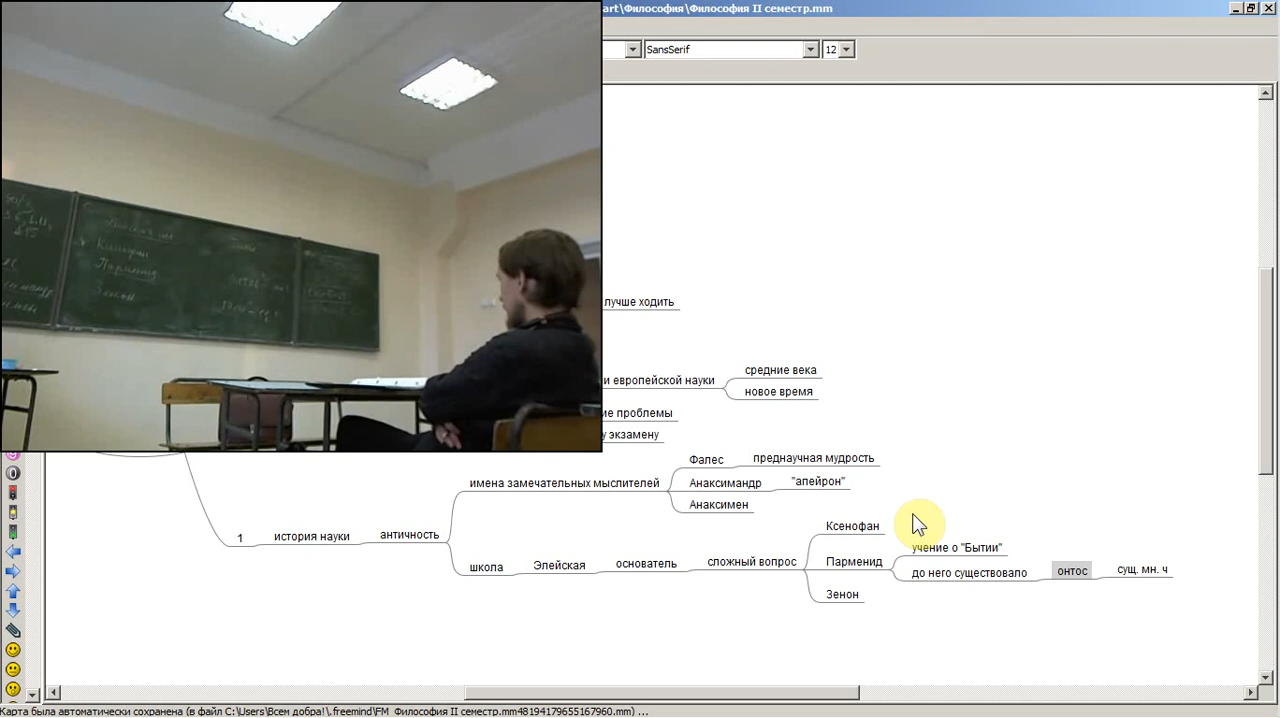 art\Философия\Философия II семестр.mm
SansSerif
12
лучше ходить
и европейской науки
средние века
новое время
ие проблемы
у экзамену
имена замечательных мыслителей
Фалес
преднаучная мудрость
Анаксимандр
"апейрон"
Анаксимен
1
история науки
античность
школа
Элейская
основатель
сложный вопрос
Ксенофан
Парменид
учение о "Бытии"
до него существовало
онтос
сущ. мн. ч
Зенон
Карта была автоматически сохранена (в файл C:\Users\Всем добра!\.freemind\FM_Философия II семестр.mm48194179655167960.mm) ...
Парменид
Зенон